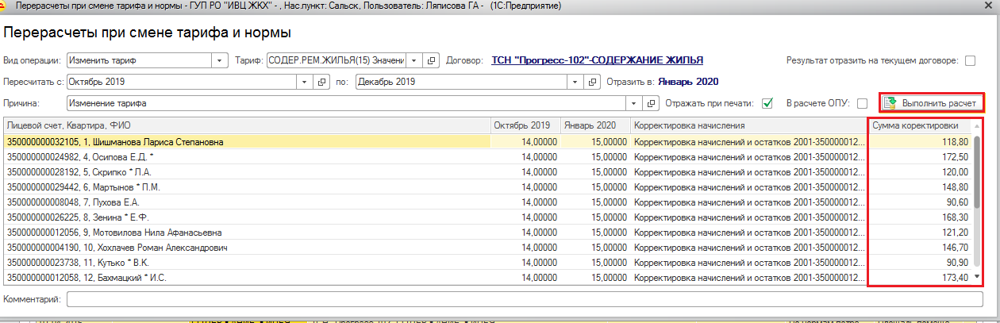 Перерасчеты при смене тарифа и нормы - ГУП РО "ИВЦ ЖКХ" - , Нас.пункт: Сальск, Пользователь: Ляписова ГА - (1С:Предприятие)
Перерасчеты при смене тарифа и нормы
Вид операции: Изменить тариф Тариф: СОДЕР.РЕМ.ЖИЛЬЯ(15) Значени Договор: ТСН "Прогресс-102"-СОДЕРЖАНИЕ ЖИЛЬЯ Результат отразить на текущем договоре:
Пересчитать с: Октябрь 2019 по: Декабрь 2019 Отразить в: Январь 2020
Причина: Изменение тарифа Отражать при печати: В расчете ОПУ: Выполнить расчет
Лицевой счет, Квартира, ФИО Октябрь 2019 Январь 2020 Корректировка начисления Сумма коректировки
350000000032105, 1, Шишманова Лариса Степановна 14,00000 15,00000 Корректировка начислений и остатков 2001-350000012... 118,80
350000000024982, 4, Осипова Е.Д. * 14,00000 15,00000 Корректировка начислений и остатков 2001-350000012... 172,50
350000000028192, 5, Скрипко * Л.А. 14,00000 15,00000 Корректировка начислений и остатков 2001-350000012... 120,00
350000000029442, 6, Мартынов * П.М. 14,00000 15,00000 Корректировка начислений и остатков 2001-350000012... 148,80
350000000008048, 7, Пухова Е.А. 14,00000 15,00000 Корректировка начислений и остатков 2001-350000012... 90,60
350000000026225, 8, Зенина * Е.Ф. 14,00000 15,00000 Корректировка начислений и остатков 2001-350000012... 168,30
350000000012056, 9, Мотовилова Нила Афанасьевна 14,00000 15,00000 Корректировка начислений и остатков 2001-350000012... 121,20
350000000004190, 10, Хохлачев Роман Александрович 14,00000 15,00000 Корректировка начислений и остатков 2001-350000012... 146,70
350000000023738, 11, Кутько * В.К. 14,00000 15,00000 Корректировка начислений и остатков 2001-350000012... 90,90
350000000012058, 12, Бахмацкий * И.С. 14,00000 15,00000 Корректировка начислений и остатков 2001-350000012... 173,40
Комментарий: